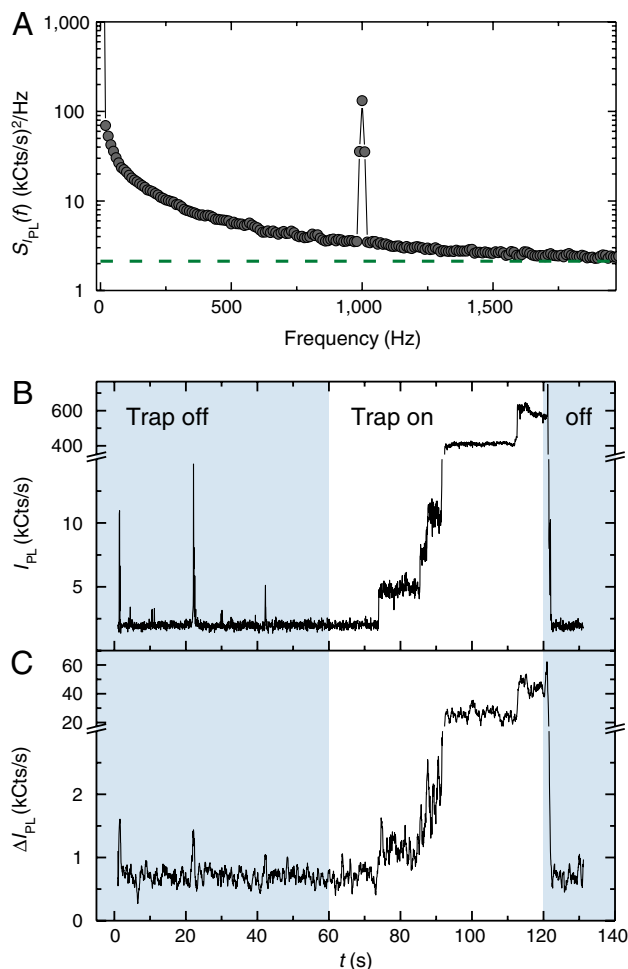 A
S_{I_PL}(f) (kCts/s)²/Hz
1,000
100
10
1
0
500
1,000
1,500
Frequency (Hz)
B
Trap off
Trap on
off
I_PL (kCts/s)
600
400
10
5
C
ΔI_PL (kCts/s)
60
40
20
2
1
0
0
20
40
60
80
100
120
140
t (s)